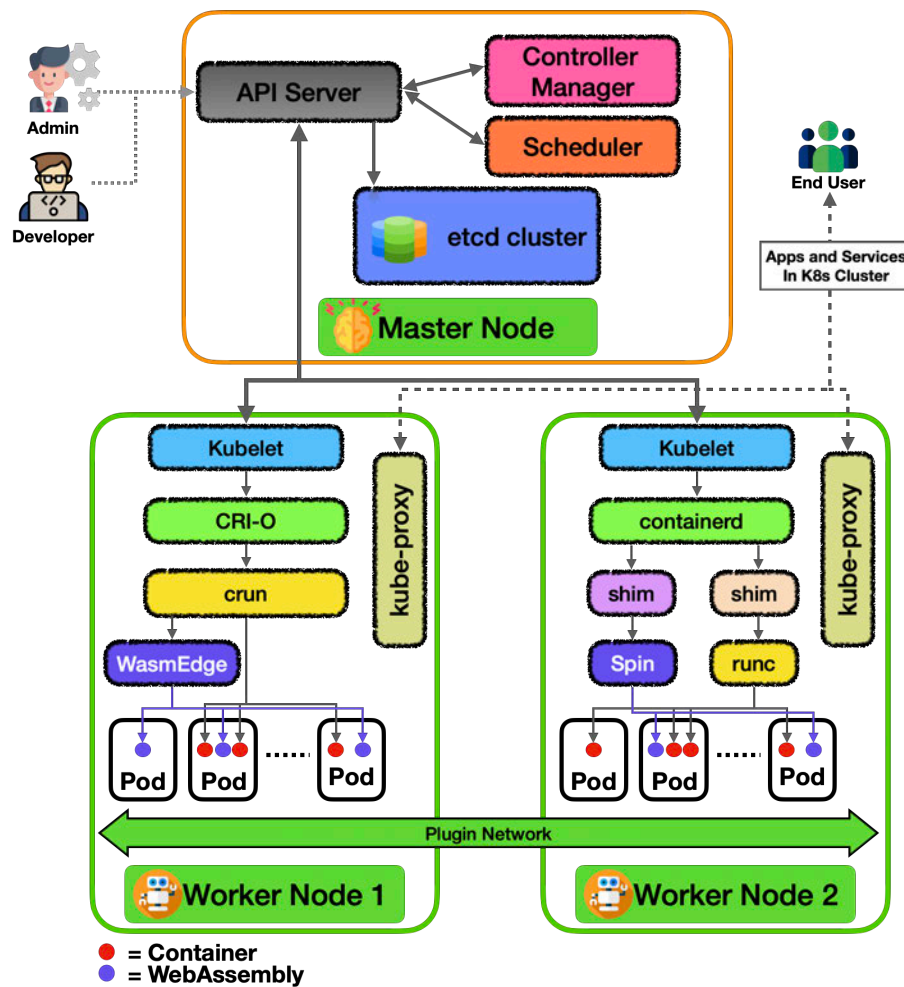 Admin
Developer
API Server
Controller
Manager
Scheduler
etcd cluster
Master Node
End User
Apps and Services
In K8s Cluster
Kubelet
CRI-O
crun
WasmEdge
kube-proxy
Pod
Pod
Pod
Kubelet
containerd
shim
shim
Spin
runc
kube-proxy
Pod
Pod
Pod
Plugin Network
Worker Node 1
Worker Node 2
= Container
= WebAssembly